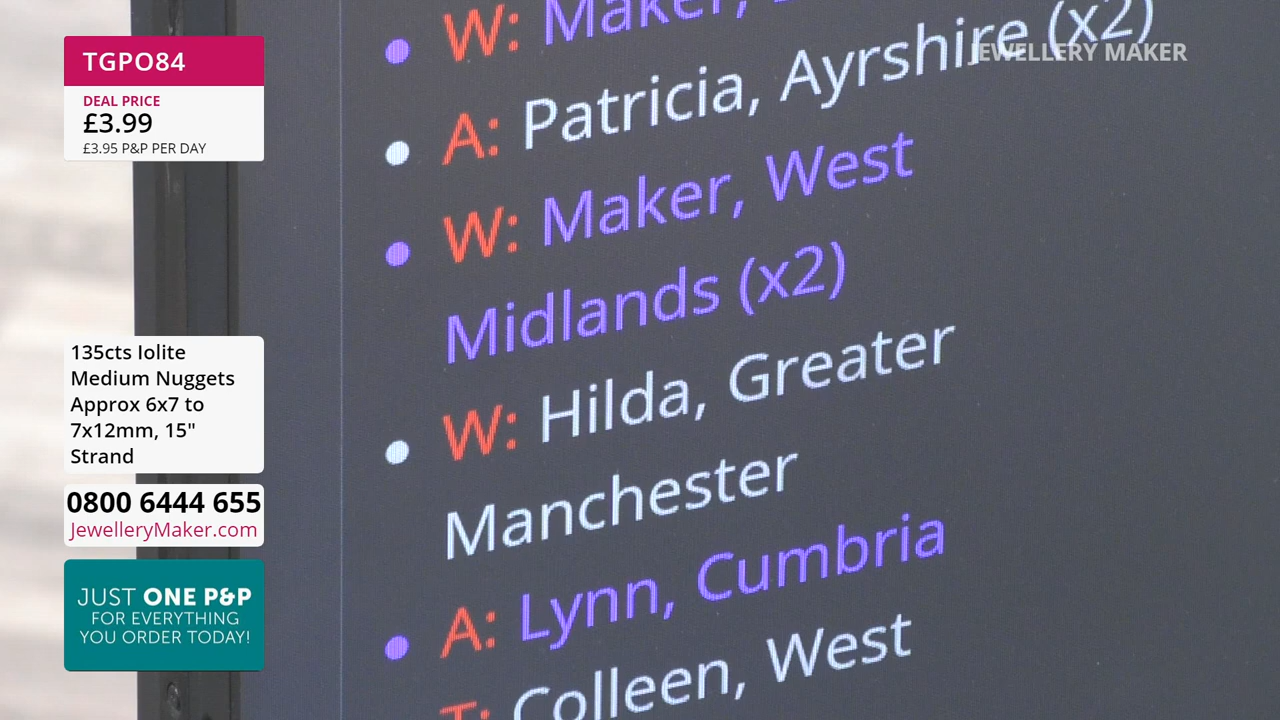 TGPO84
DEAL PRICE
£3.99
£3.95 P&P PER DAY
135cts Iolite
Medium Nuggets
Approx 6x7 to
7x12mm, 15"
Strand
0800 6444 655
JewelleryMaker.com
JUST ONE P&P
FOR EVERYTHING
YOU ORDER TODAY!
JEWELLERY MAKER
W: Maker,
A: Patricia, Ayrshire (x2)
W: Maker, West
Midlands (x2)
W: Hilda, Greater
Manchester
A: Lynn, Cumbria
T: Colleen, West